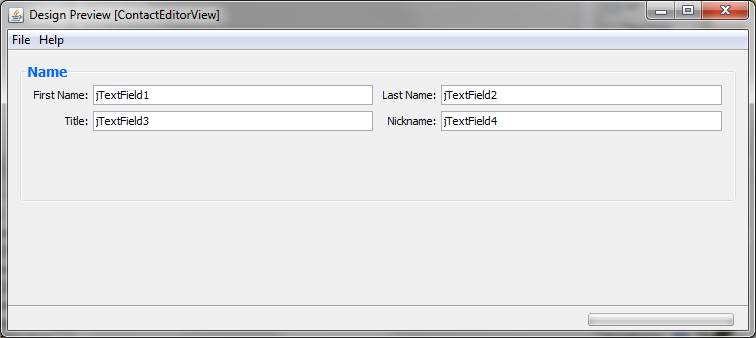 Design Preview [ContactEditorView]
File Help
Name
First Name: jTextField1 Last Name: jTextField2
Title: jTextField3 Nickname: jTextField4